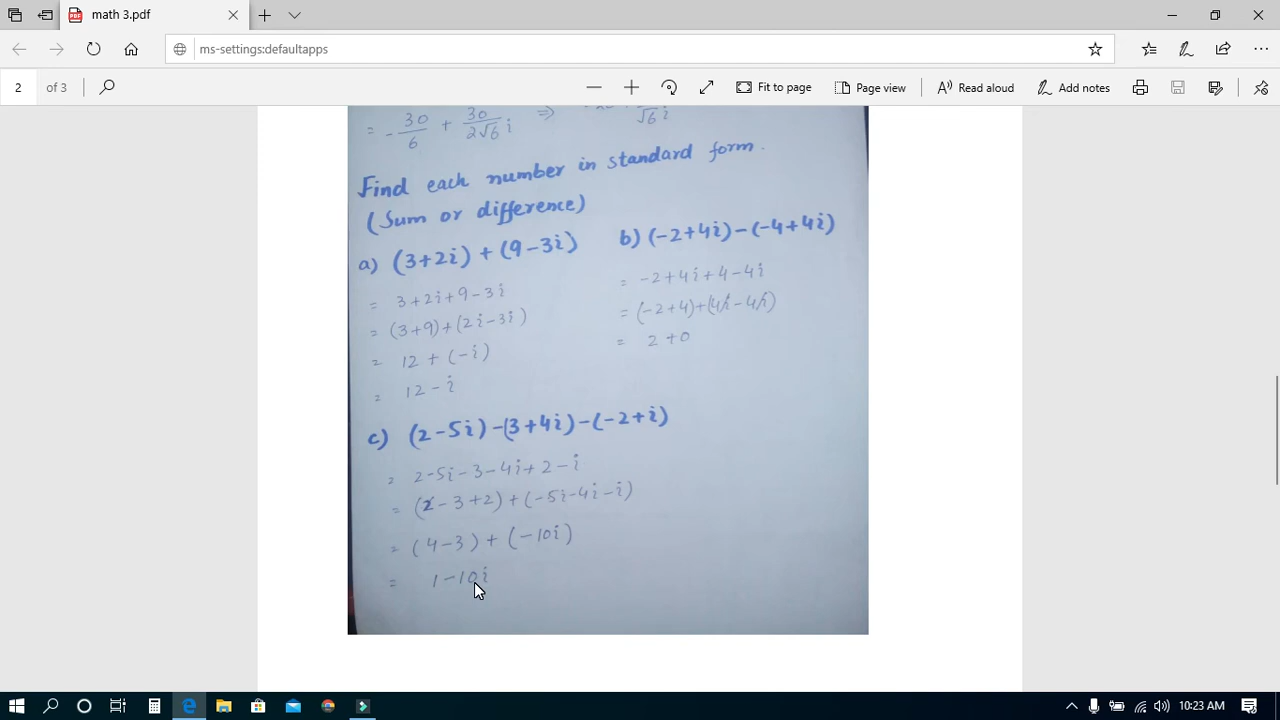 math 3.pdf
ms-settings:defaultapps
2 of 3 Fit to page Page view Read aloud Add notes
= - 30/6 + 30/2√6 i ⇒ √6 i
Find each number in standard form.
(Sum or difference)
a) (3+2i) + (9-3i)
= 3+2i+9-3i
= (3+9)+(2i-3i)
= 12 + (-i)
= 12 - i
b) (-2+4i)-(-4+4i)
= -2+4i+4-4i
= (-2+4)+(4i-4i)
= 2+0
c) (2-5i)-(3+4i)-(-2+i)
= 2-5i-3-4i+2-i
= (2-3+2)+(-5i-4i-i)
= (4-3)+(-10i)
= 1-10i
10:23 AM